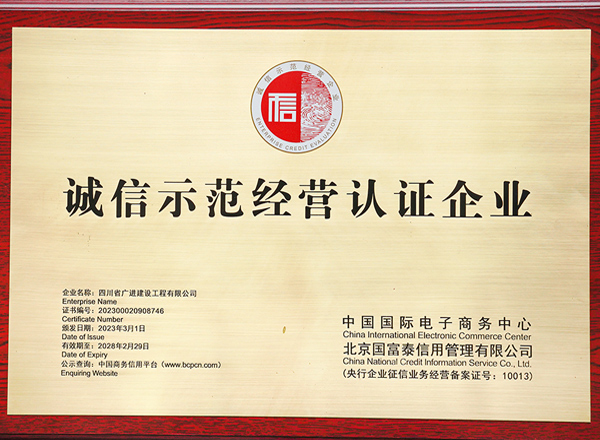 诚信示范经营企业
信
ENTERPRISE CREDIT EVALUATION
诚信示范经营认证企业
企业名称：四川省广进建设工程有限公司
Enterprise Name
证书编号：202300020908746
Certificate Number
颁发日期：2023年3月1日
Date of Issue
有效期至：2028年2月29日
Date of Expiry
公示查询：中国商务信用平台（www.bcpcn.com）
Enquiring Website
中国国际电子商务中心
China International Electronic Commerce Center
北京国富泰信用管理有限公司
China National Credit Information Service Co., Ltd.
（央行企业征信业务经营备案证号：10013）